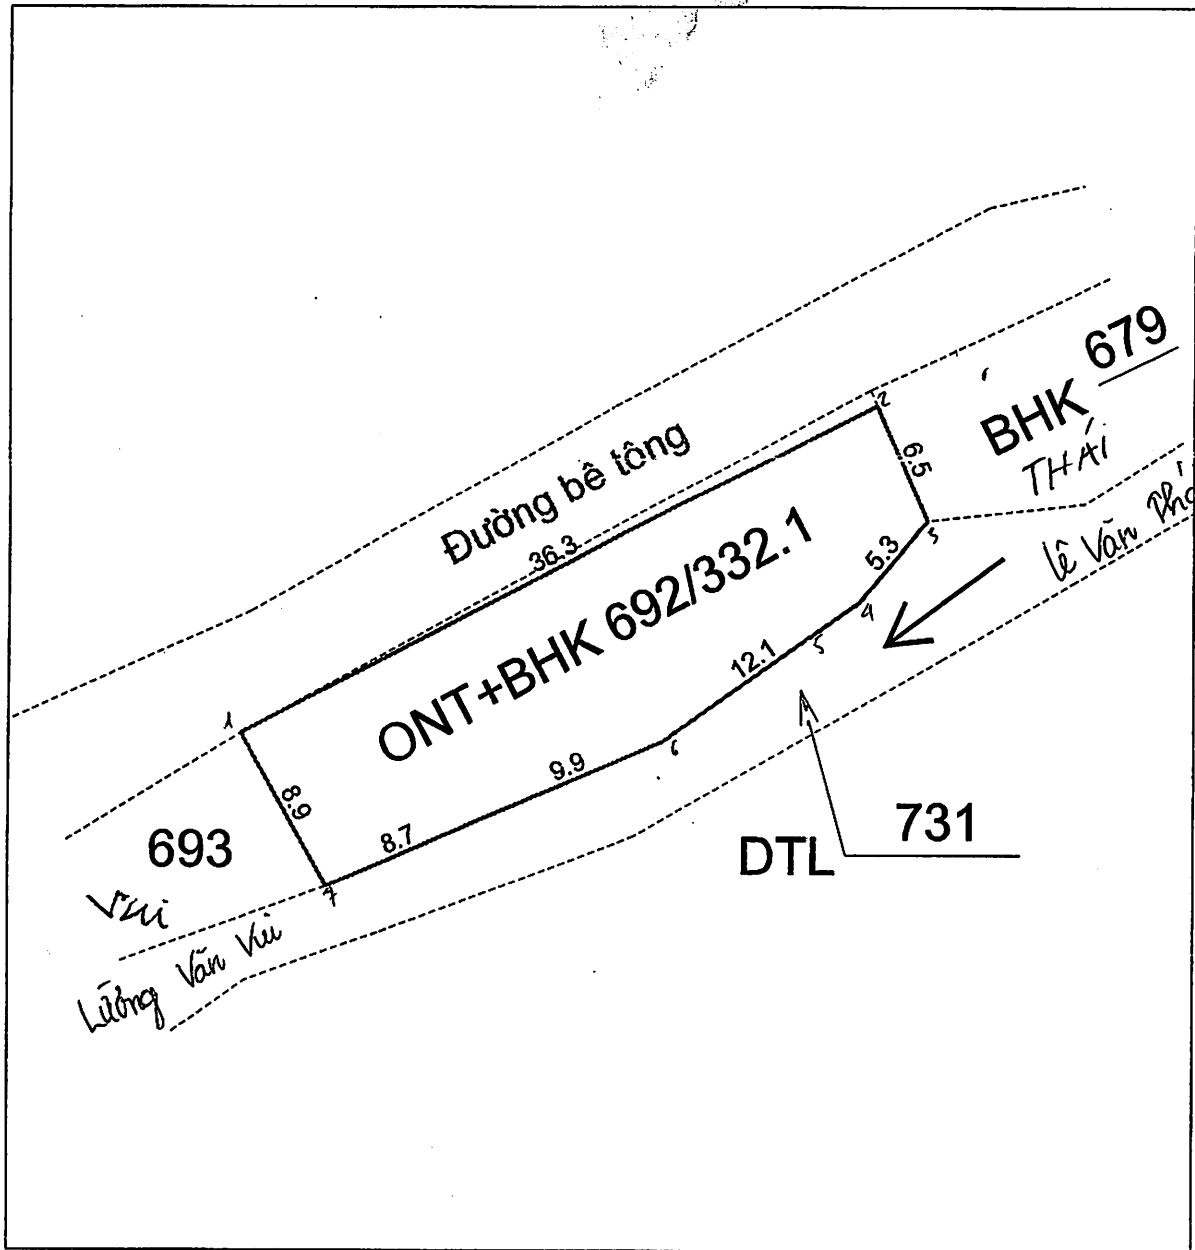 679
BHK
THÁI
2
6.5
Đường bê tông
36.3
ONT+BHK 692/332.1
3
5.3
Lê Văn
4
5
12.1
1
6
9.9
8.9
8.7
693
731
DTL
Vui
7
Lường Văn Vui